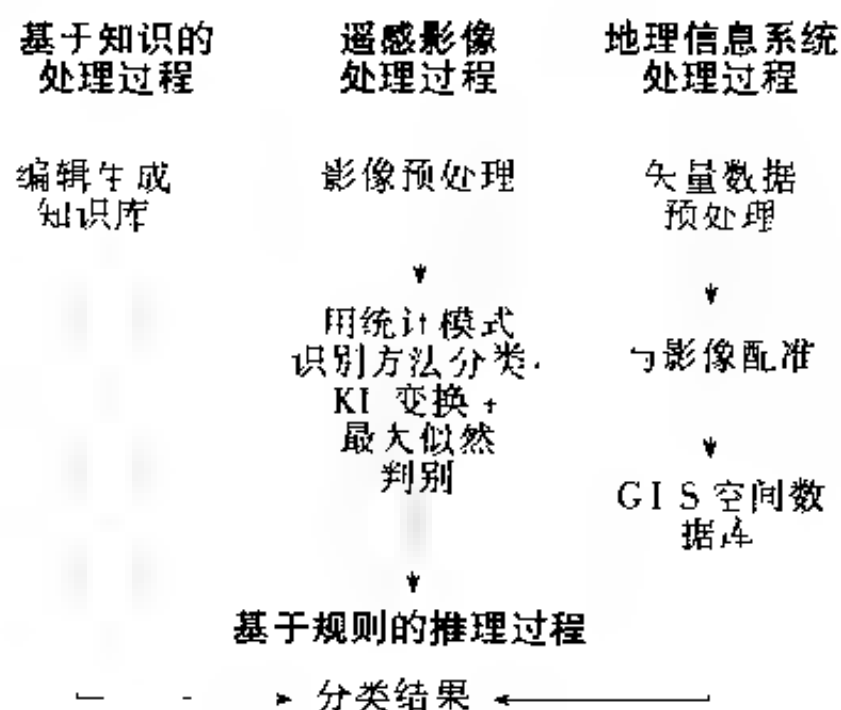 基于知识的
处理过程
遥感影像
处理过程
地理信息系统
处理过程
编辑生成
知识库
影像预处理
矢量数据
预处理
用统计模式
识别方法分类.
KI 变换 +
最大似然
判别
与影像配准
GIS空间数
据库
基于规则的推理过程
分类结果